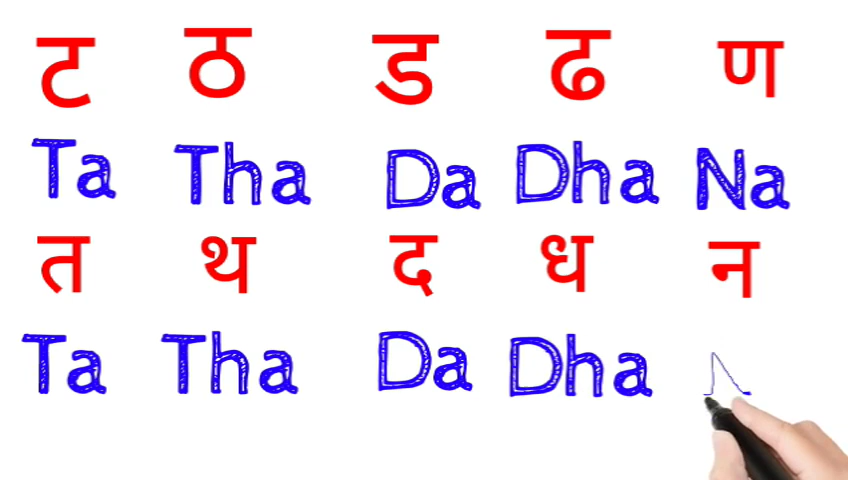 ट ठ ड ढ ण
Ta Tha Da Dha Na
त थ द ध न
Ta Tha Da Dha